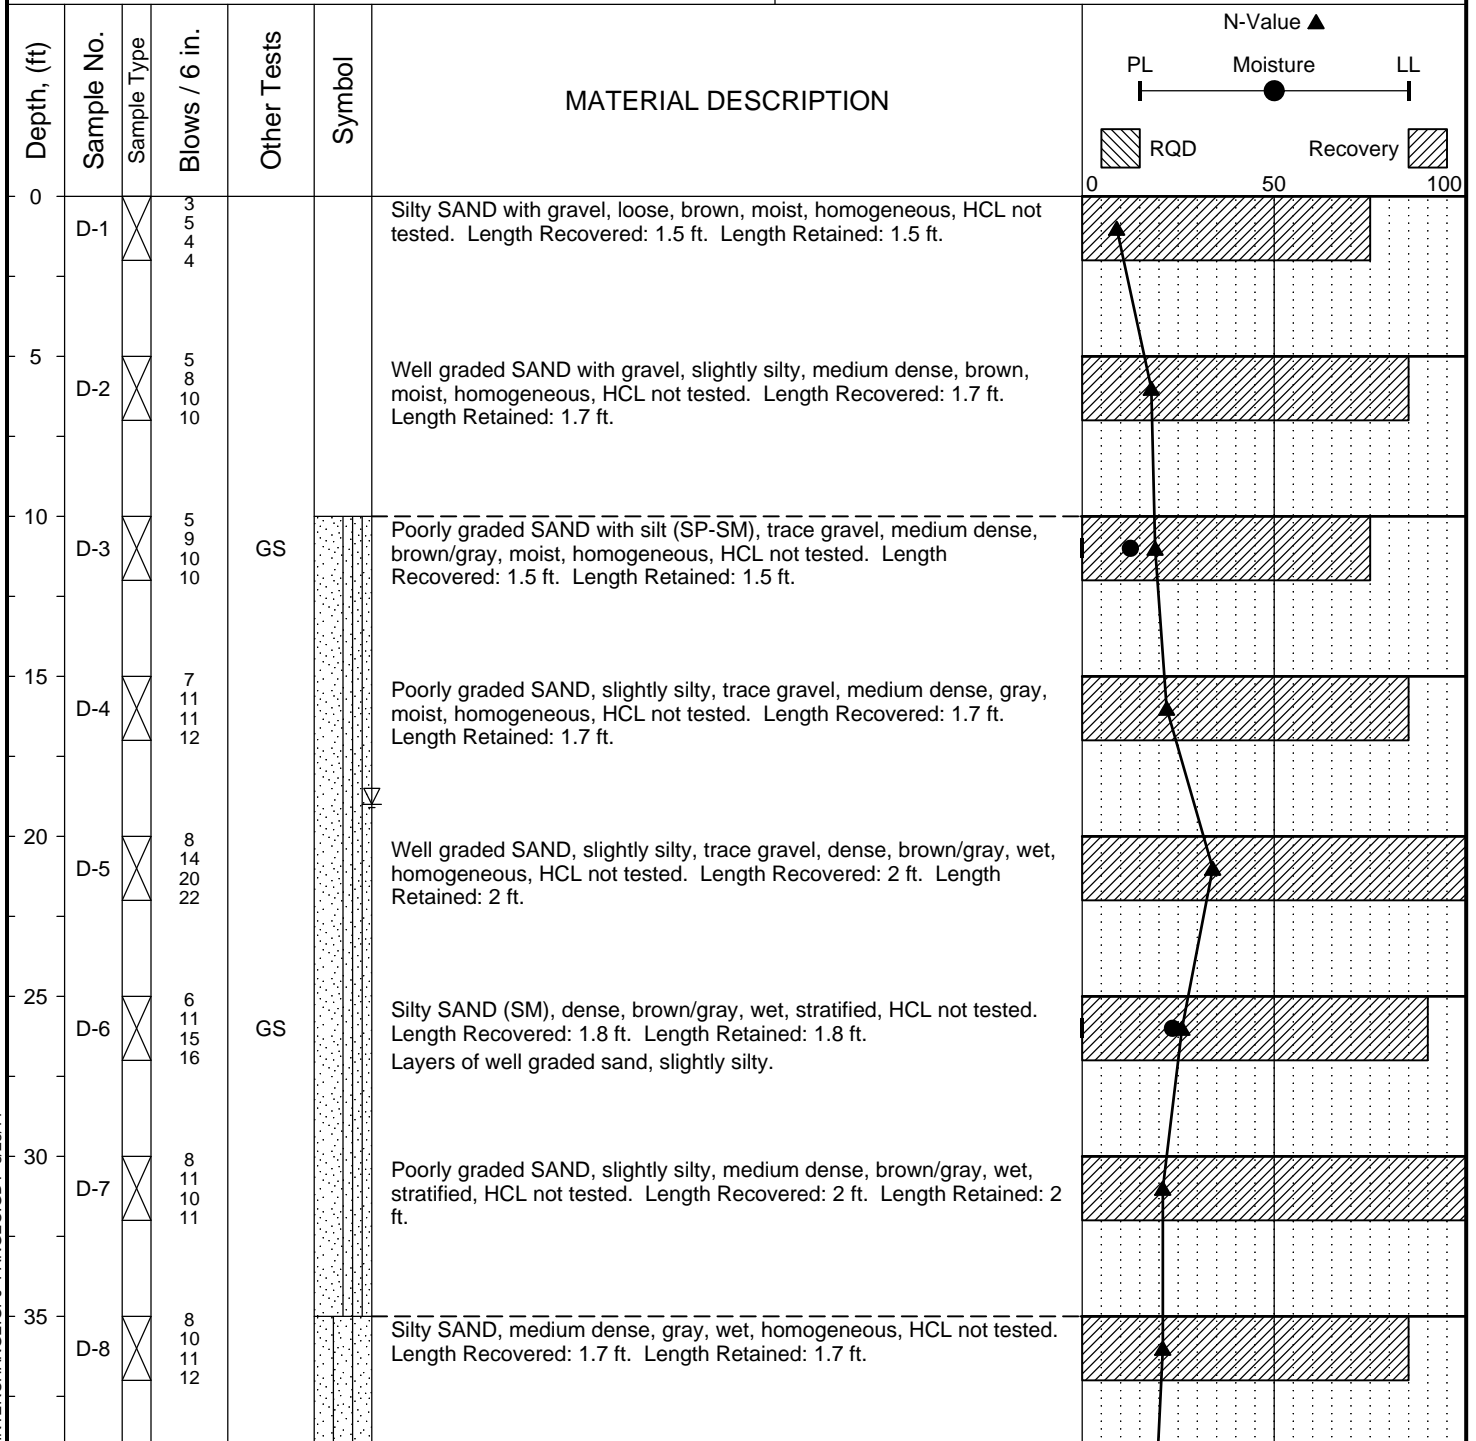 Depth, (ft)
Sample No.
Sample Type
Blows / 6 in.
Other Tests
Symbol
MATERIAL DESCRIPTION
N-Value
PL Moisture LL
RQD Recovery
0 50 100
0
D-1
3
5
4
4
Silty SAND with gravel, loose, brown, moist, homogeneous, HCL not
tested. Length Recovered: 1.5 ft. Length Retained: 1.5 ft.
5
D-2
5
8
10
10
Well graded SAND with gravel, slightly silty, medium dense, brown,
moist, homogeneous, HCL not tested. Length Recovered: 1.7 ft.
Length Retained: 1.7 ft.
10
D-3
5
9
10
10
GS
Poorly graded SAND with silt (SP-SM), trace gravel, medium dense,
brown/gray, moist, homogeneous, HCL not tested. Length
Recovered: 1.5 ft. Length Retained: 1.5 ft.
15
D-4
7
11
11
12
Poorly graded SAND, slightly silty, trace gravel, medium dense, gray,
moist, homogeneous, HCL not tested. Length Recovered: 1.7 ft.
Length Retained: 1.7 ft.
20
D-5
8
14
20
22
Well graded SAND, slightly silty, trace gravel, dense, brown/gray, wet,
homogeneous, HCL not tested. Length Recovered: 2 ft. Length
Retained: 2 ft.
25
D-6
6
11
15
16
GS
Silty SAND (SM), dense, brown/gray, wet, stratified, HCL not tested.
Length Recovered: 1.8 ft. Length Retained: 1.8 ft.
Layers of well graded sand, slightly silty.
30
D-7
8
11
10
11
Poorly graded SAND, slightly silty, medium dense, brown/gray, wet,
stratified, HCL not tested. Length Recovered: 2 ft. Length Retained: 2
ft.
35
D-8
8
10
11
12
Silty SAND, medium dense, gray, wet, homogeneous, HCL not tested.
Length Recovered: 1.7 ft. Length Retained: 1.7 ft.